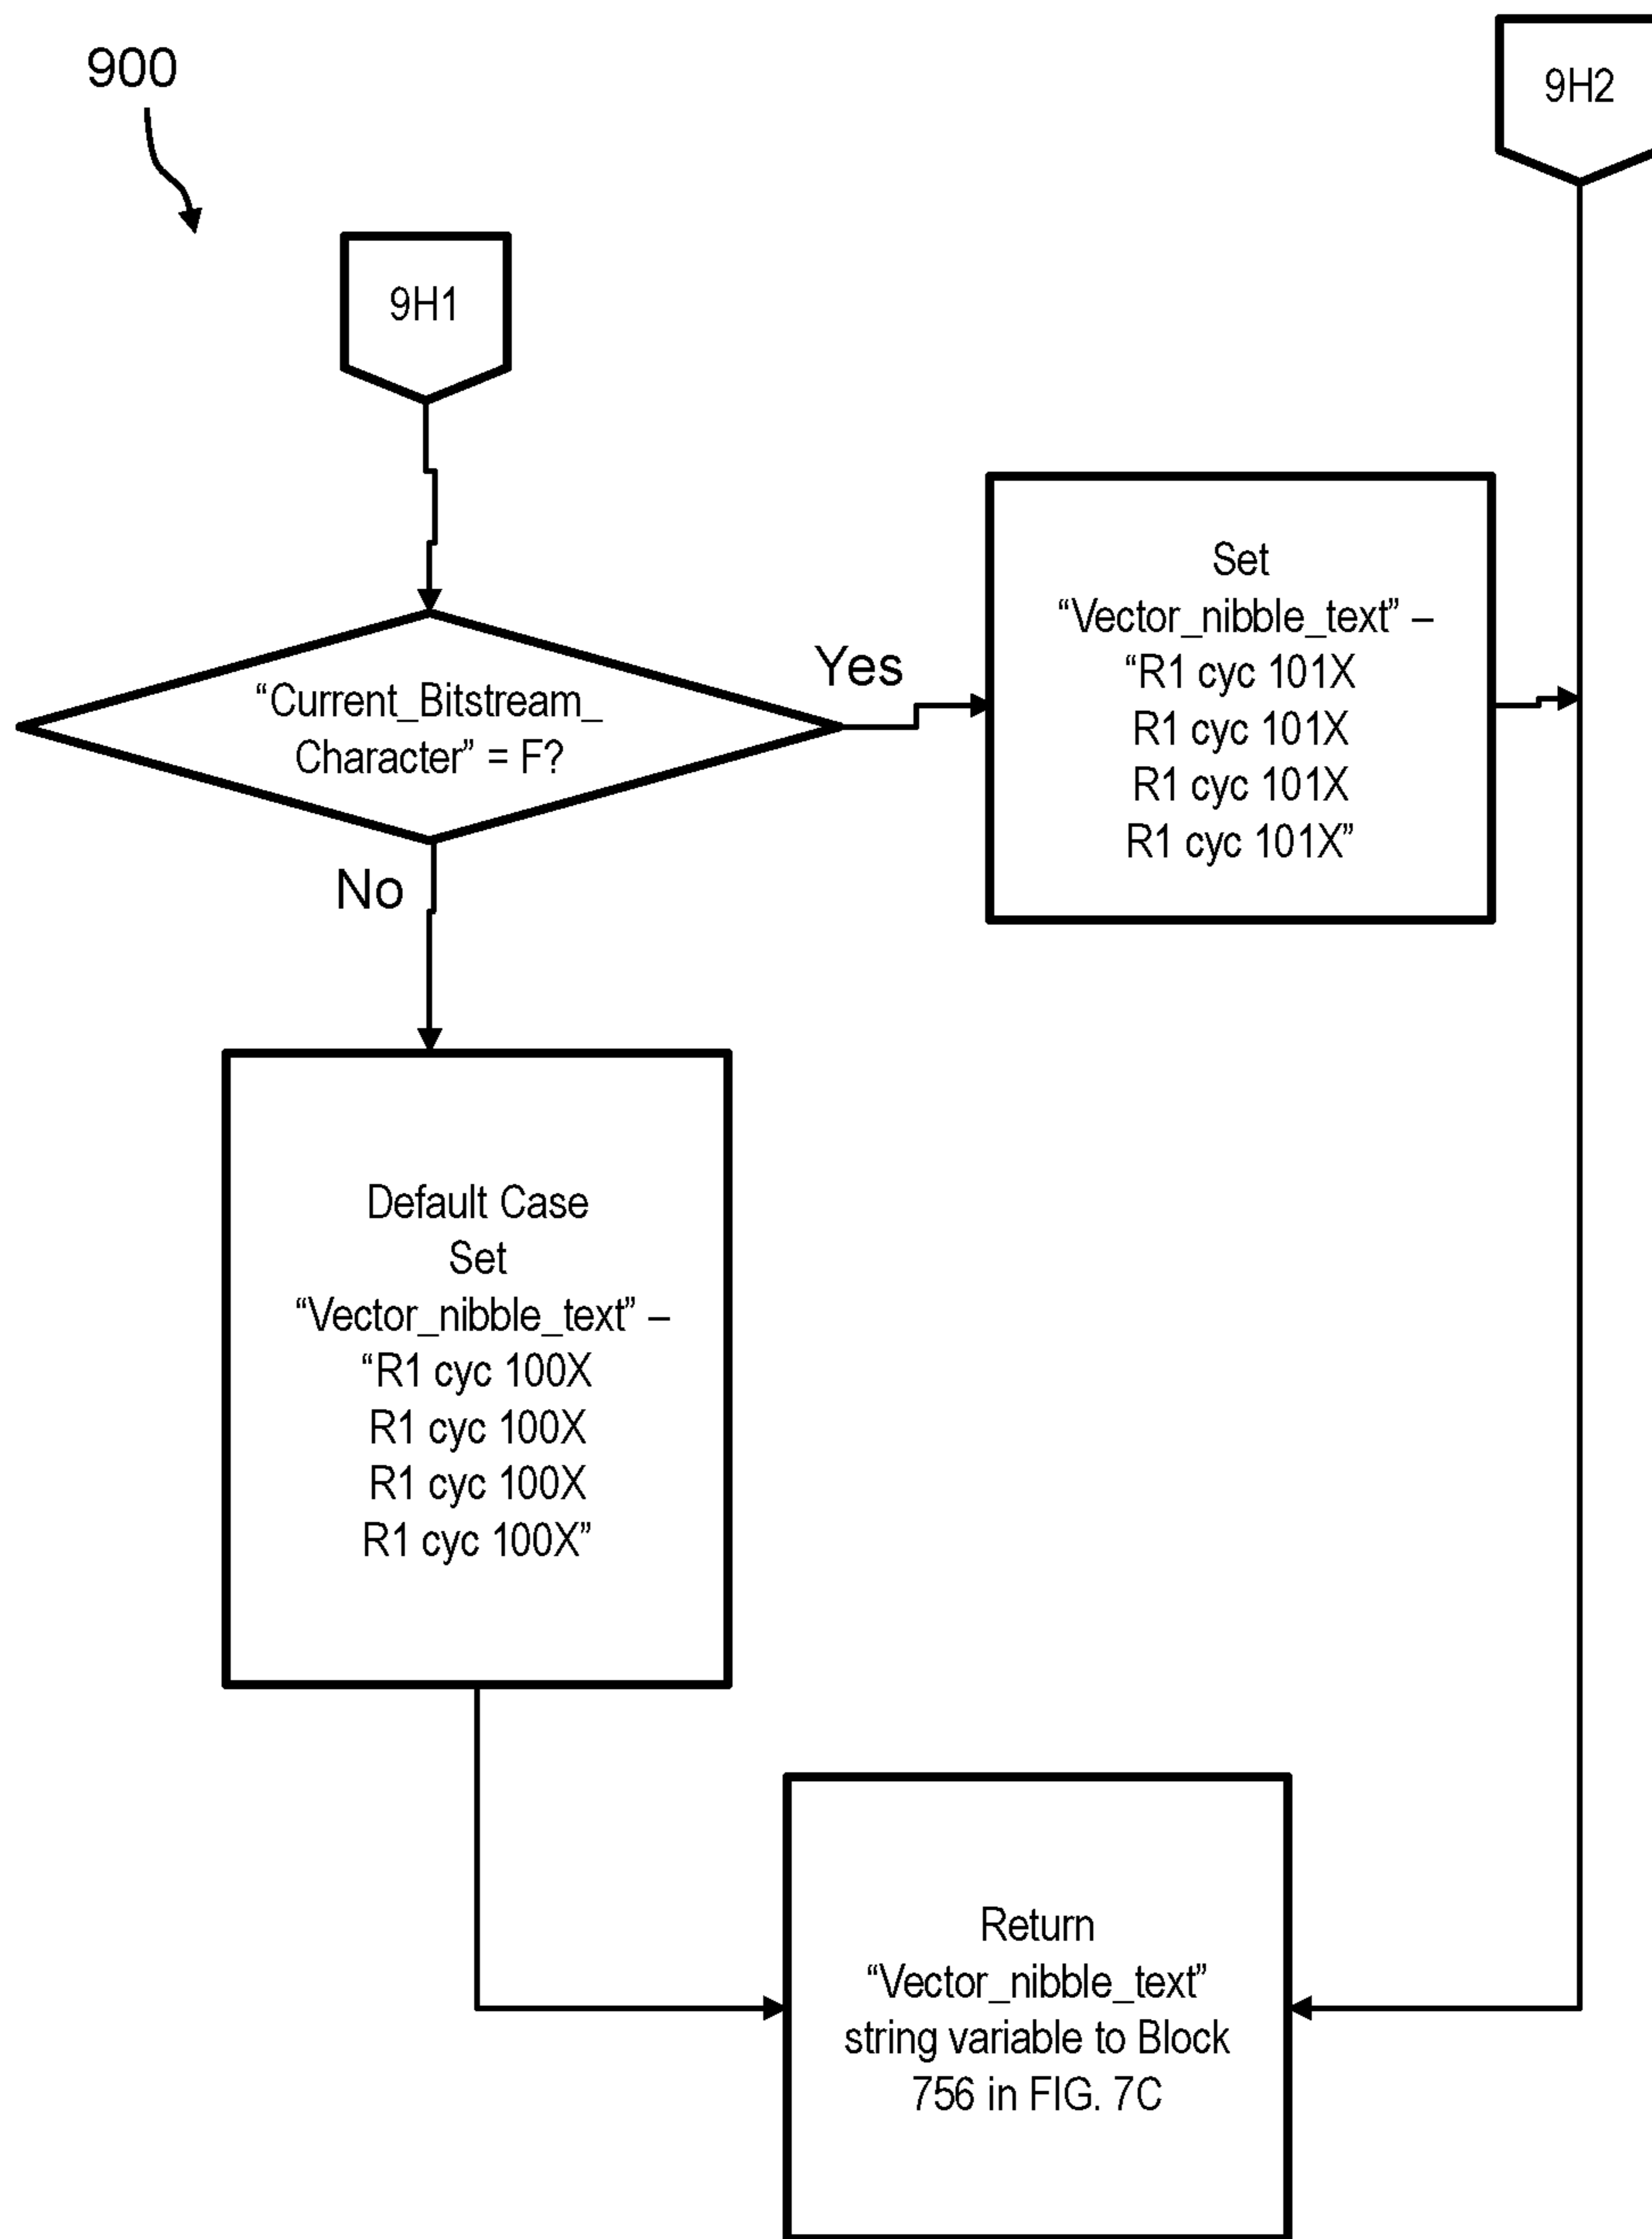 900
9H2
9H1
"Current_Bitstream_
Character" = F?
Yes
No
Set
“Vector_nibble_text” –
“R1 cyc 101X
R1 cyc 101X
R1 cyc 101X
R1 cyc 101X”
Default Case
Set
“Vector_nibble_text” –
“R1 cyc 100X
R1 cyc 100X
R1 cyc 100X
R1 cyc 100X”
Return
“Vector_nibble_text”
string variable to Block
756 in FIG. 7C